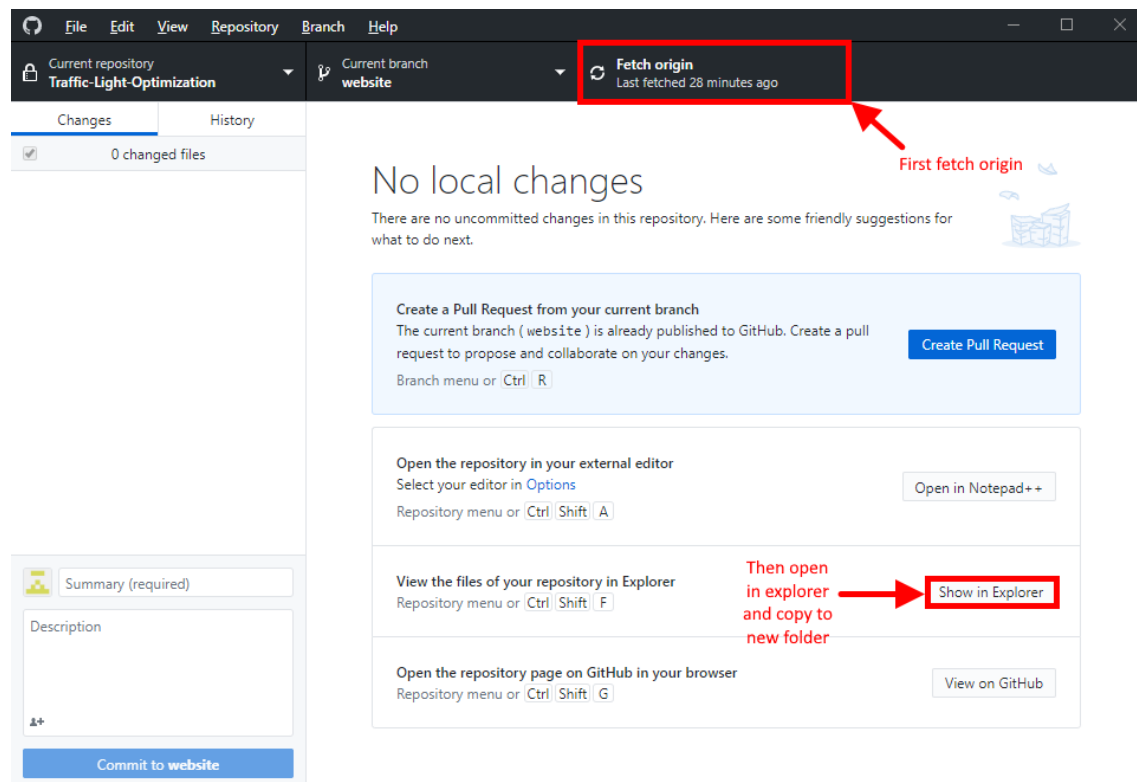 File Edit View Repository Branch Help
Current repository
Traffic-Light-Optimization
Current branch
website
Fetch origin
Last fetched 28 minutes ago
Changes History
0 changed files
First fetch origin
No local changes
There are no uncommitted changes in this repository. Here are some friendly suggestions for
what to do next.
Create a Pull Request from your current branch
The current branch ( website ) is already published to GitHub. Create a pull
request to propose and collaborate on your changes.
Branch menu or Ctrl R
Create Pull Request
Open the repository in your external editor
Select your editor in Options
Repository menu or Ctrl Shift A
Open in Notepad++
View the files of your repository in Explorer
Repository menu or Ctrl Shift F
Then open
in explorer
and copy to
new folder
Show in Explorer
Open the repository page on GitHub in your browser
Repository menu or Ctrl Shift G
View on GitHub
Summary (required)
Description
Commit to website